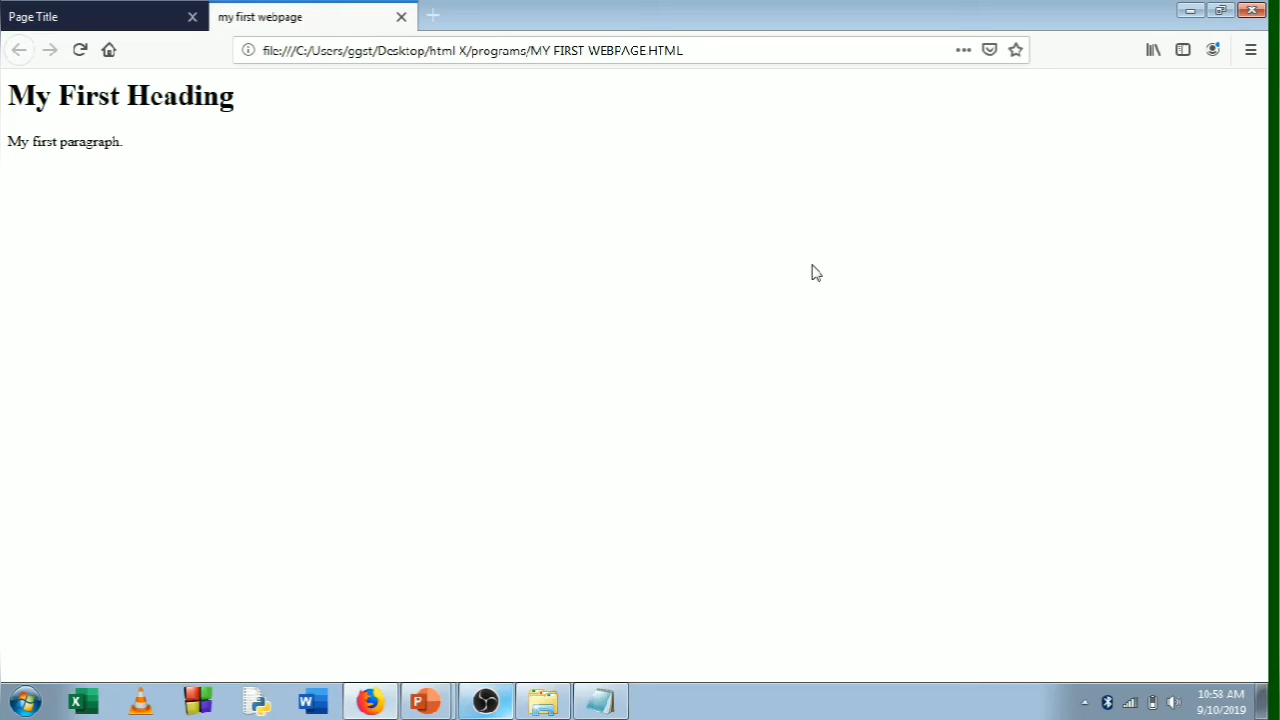 Page Title
my first webpage
file:///C:/Users/ggst/Desktop/html X/programs/MY FIRST WEBPAGE.HTML
My First Heading
My first paragraph.
10:58 AM
9/10/2019